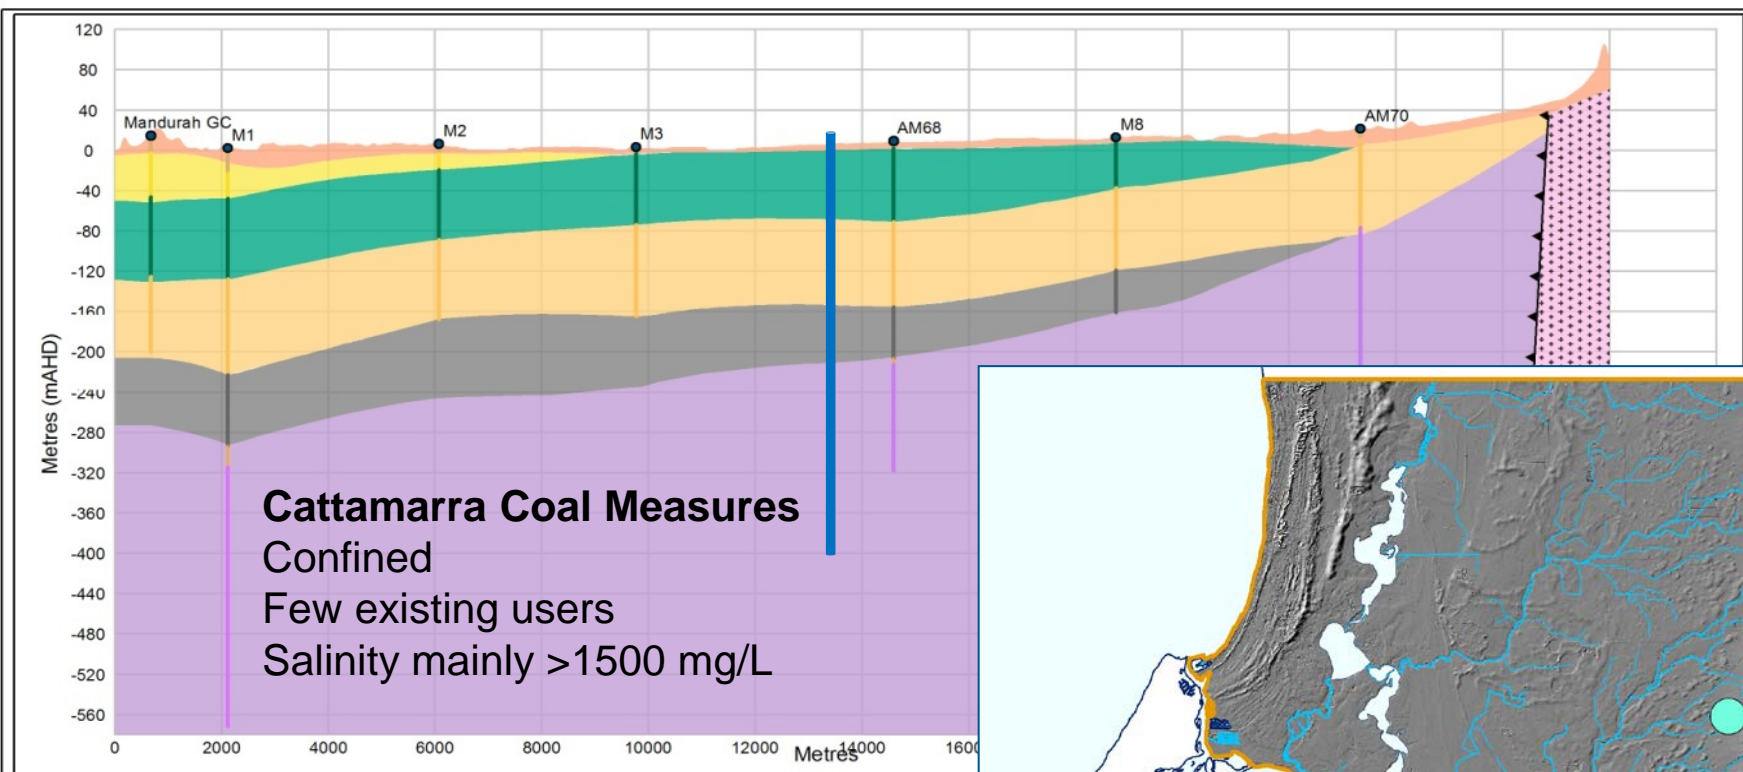 120
80
40
0
-40
-80
-120
-160
-200
-240
-280
-320
-360
-400
-440
-480
-520
-560
Metres (mAHD)
Mandurah GC
M1
M2
M3
AM68
M8
AM70
Cattamarra Coal Measures
Confined
Few existing users
Salinity mainly >1500 mg/L
0
2000
4000
6000
8000
10000
12000
14000
Metres